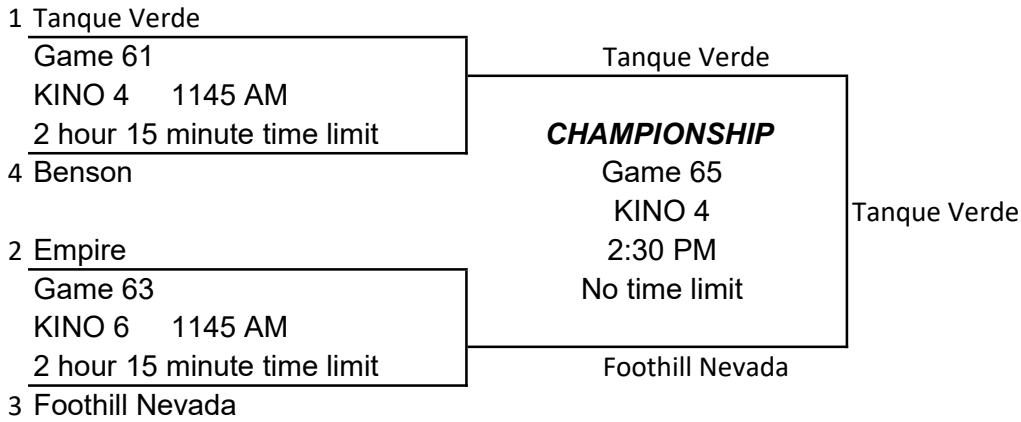 1 Tanque Verde
Game 61
KINO 4 1145 AM
2 hour 15 minute time limit
4 Benson
2 Empire
Game 63
KINO 6 1145 AM
2 hour 15 minute time limit
3 Foothill Nevada
Tanque Verde
CHAMPIONSHIP
Game 65
KINO 4
2:30 PM
No time limit
Foothill Nevada
Tanque Verde